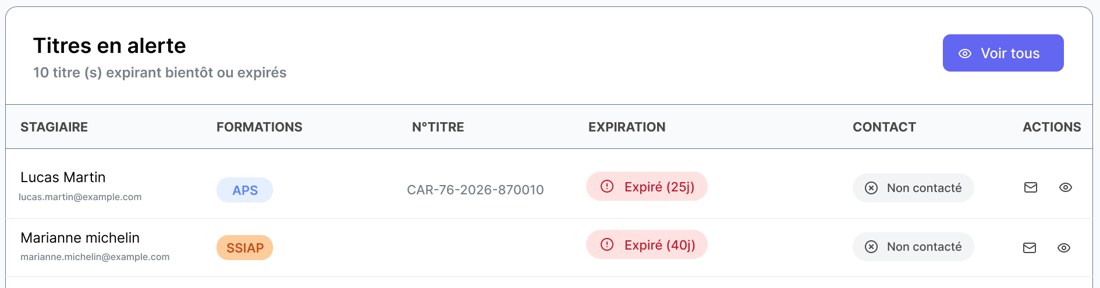 Titres en alerte
10 titre (s) expirant bientôt ou expirés
Voir tous
STAGIAIRE FORMATIONS N°TITRE EXPIRATION CONTACT ACTIONS
Lucas Martin
lucas.martin@example.com
APS CAR-76-2026-870010 Expiré (25j) Non contacté
Marianne michelin
marianne.michelin@example.com
SSIAP Expiré (40j) Non contacté